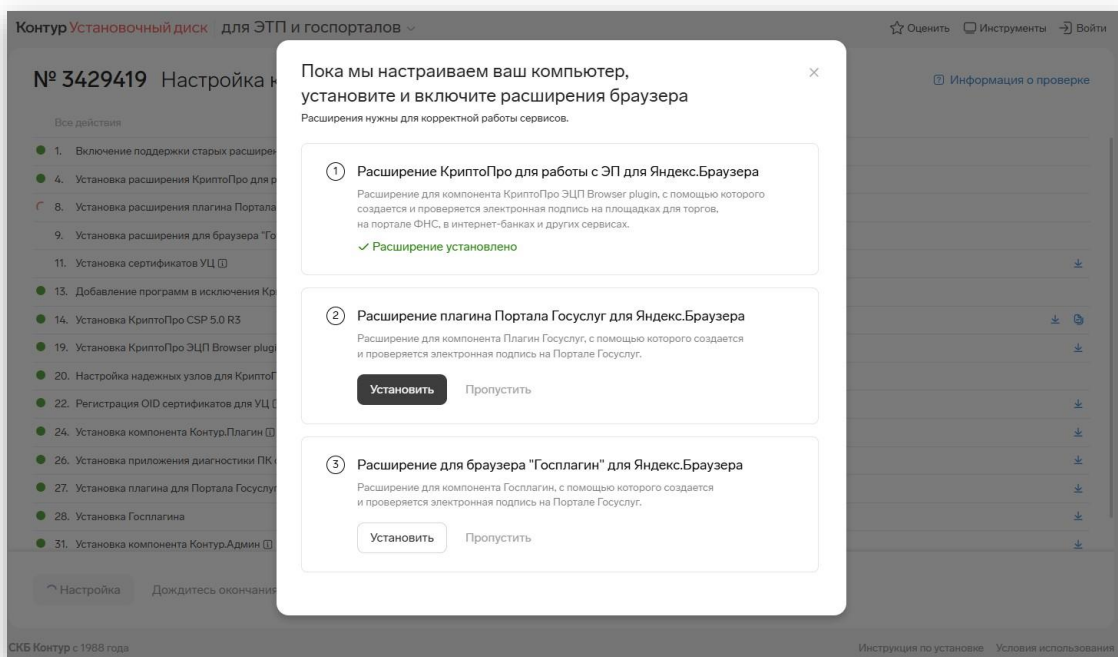 Контур Установочный диск для ЭТП и госпорталов
Оценить Инструменты Войти
№ 3429419 Настройка
Информация о проверке
Пока мы настраиваем ваш компьютер,
установите и включите расширения браузера
Расширения нужны для корректной работы сервисов.
Все действия
1. Включение поддержки старых
4. Установка расширения КриптоПро для
8. Установка расширения плагина Портала
9. Установка расширения для браузера
11. Установка сертификатов УЦ
13. Добавление программ в исключения
14. Установка КриптоПро CSP 5.0 R3
19. Установка КриптоПро ЭЦП Browser
20. Настройка надежных узлов для
22. Регистрация OID сертификатов для УЦ
24. Установка компонента Контур.Плагин
26. Установка приложения диагностики ПК
27. Установка плагина для Портала
28. Установка Госплагина
31. Установка компонента Контур.Админ
1 Расширение КриптоПро для работы с ЭП для Яндекс.Браузера
Расширение для компонента КриптоПро ЭЦП Browser plugin, с помощью которого
создается и проверяется электронная подпись на площадках для торгов,
на портале ФНС, в интернет-банках и других сервисах.
Расширение установлено
2 Расширение плагина Портала Госуслуг для Яндекс.Браузера
Расширение для компонента Плагин Госуслуг, с помощью которого создается
и проверяется электронная подпись на Портале Госуслуг.
Установить Пропустить
3 Расширение для браузера "Госплагин" для Яндекс.Браузера
Расширение для компонента Госплагин, с помощью которого создается
и проверяется электронная подпись на Портале Госуслуг.
Установить Пропустить
Настройка Дождитесь окончания
СКБ Контур с 1988 года
Инструкция по установке Условия использования